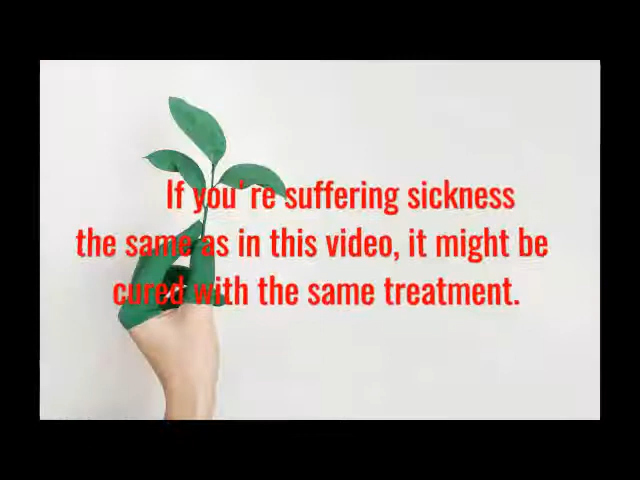 If you're suffering sickness
the same as in this video, it might be
cured with the same treatment.